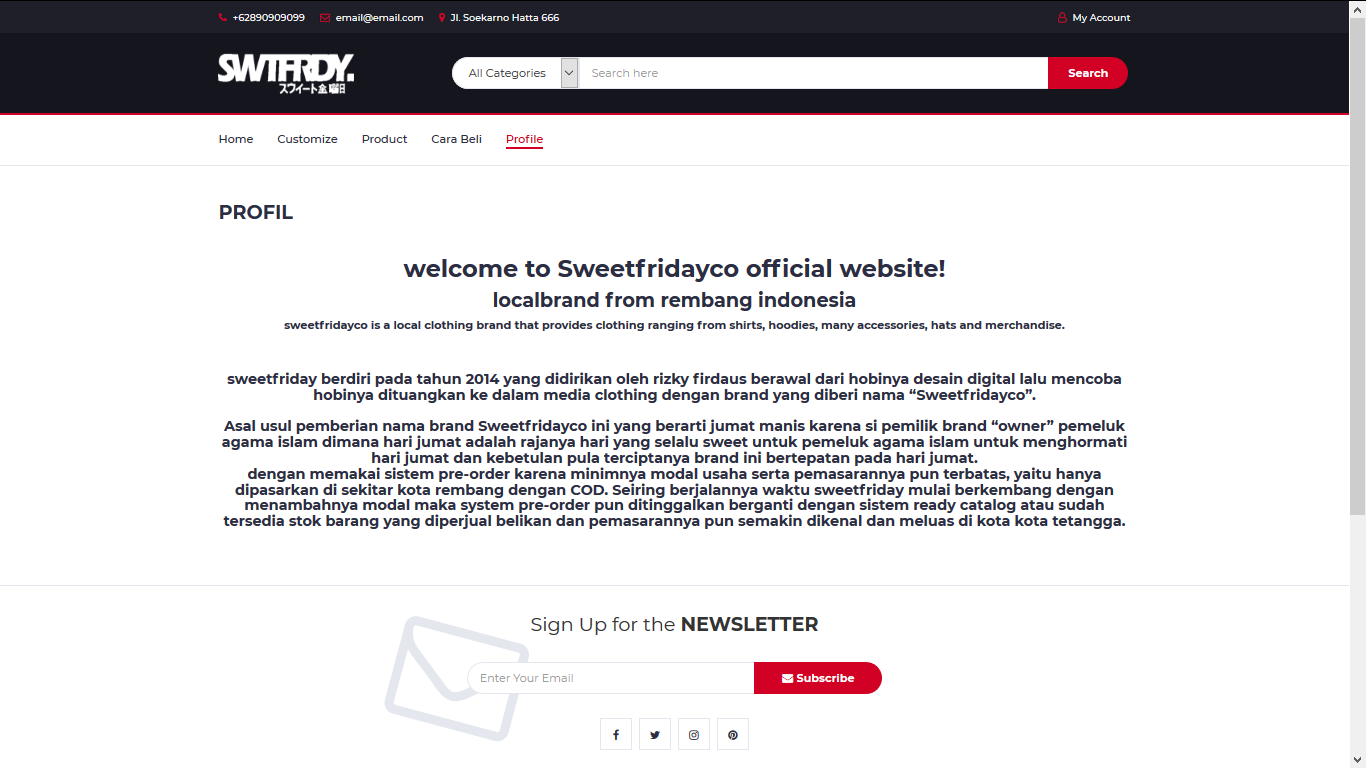 +62890909099 email@email.com Jl. Soekarno Hatta 666 My Account
SWTFRDY.
スウィート金曜日
All Categories Search here Search
Home Customize Product Cara Beli Profile
PROFIL
welcome to Sweetfridayco official website!
localbrand from rembang indonesia
sweetfridayco is a local clothing brand that provides clothing ranging from shirts, hoodies, many accessories, hats and merchandise.
sweetfriday berdiri pada tahun 2014 yang didirikan oleh rizky firdaus berawal dari hobinya desain digital lalu mencoba
hobinya dituangkan ke dalam media clothing dengan brand yang diberi nama “Sweetfridayco”.
Asal usul pemberian nama brand Sweetfridayco ini yang berarti jumat manis karena si pemilik brand “owner” pemeluk
agama islam dimana hari jumat adalah rajanya hari yang selalu sweet untuk pemeluk agama islam untuk menghormati
hari jumat dan kebetulan pula terciptanya brand ini bertepatan pada hari jumat.
dengan memakai sistem pre-order karena minimnya modal usaha serta pemasarannya pun terbatas, yaitu hanya
dipasarkan di sekitar kota rembang dengan COD. Seiring berjalannya waktu sweetfriday mulai berkembang dengan
menambahnya modal maka system pre-order pun ditinggalkan berganti dengan sistem ready catalog atau sudah
tersedia stok barang yang diperjual belikan dan pemasarannya pun semakin dikenal dan meluas di kota kota tetangga.
Sign Up for the NEWSLETTER
Enter Your Email Subscribe